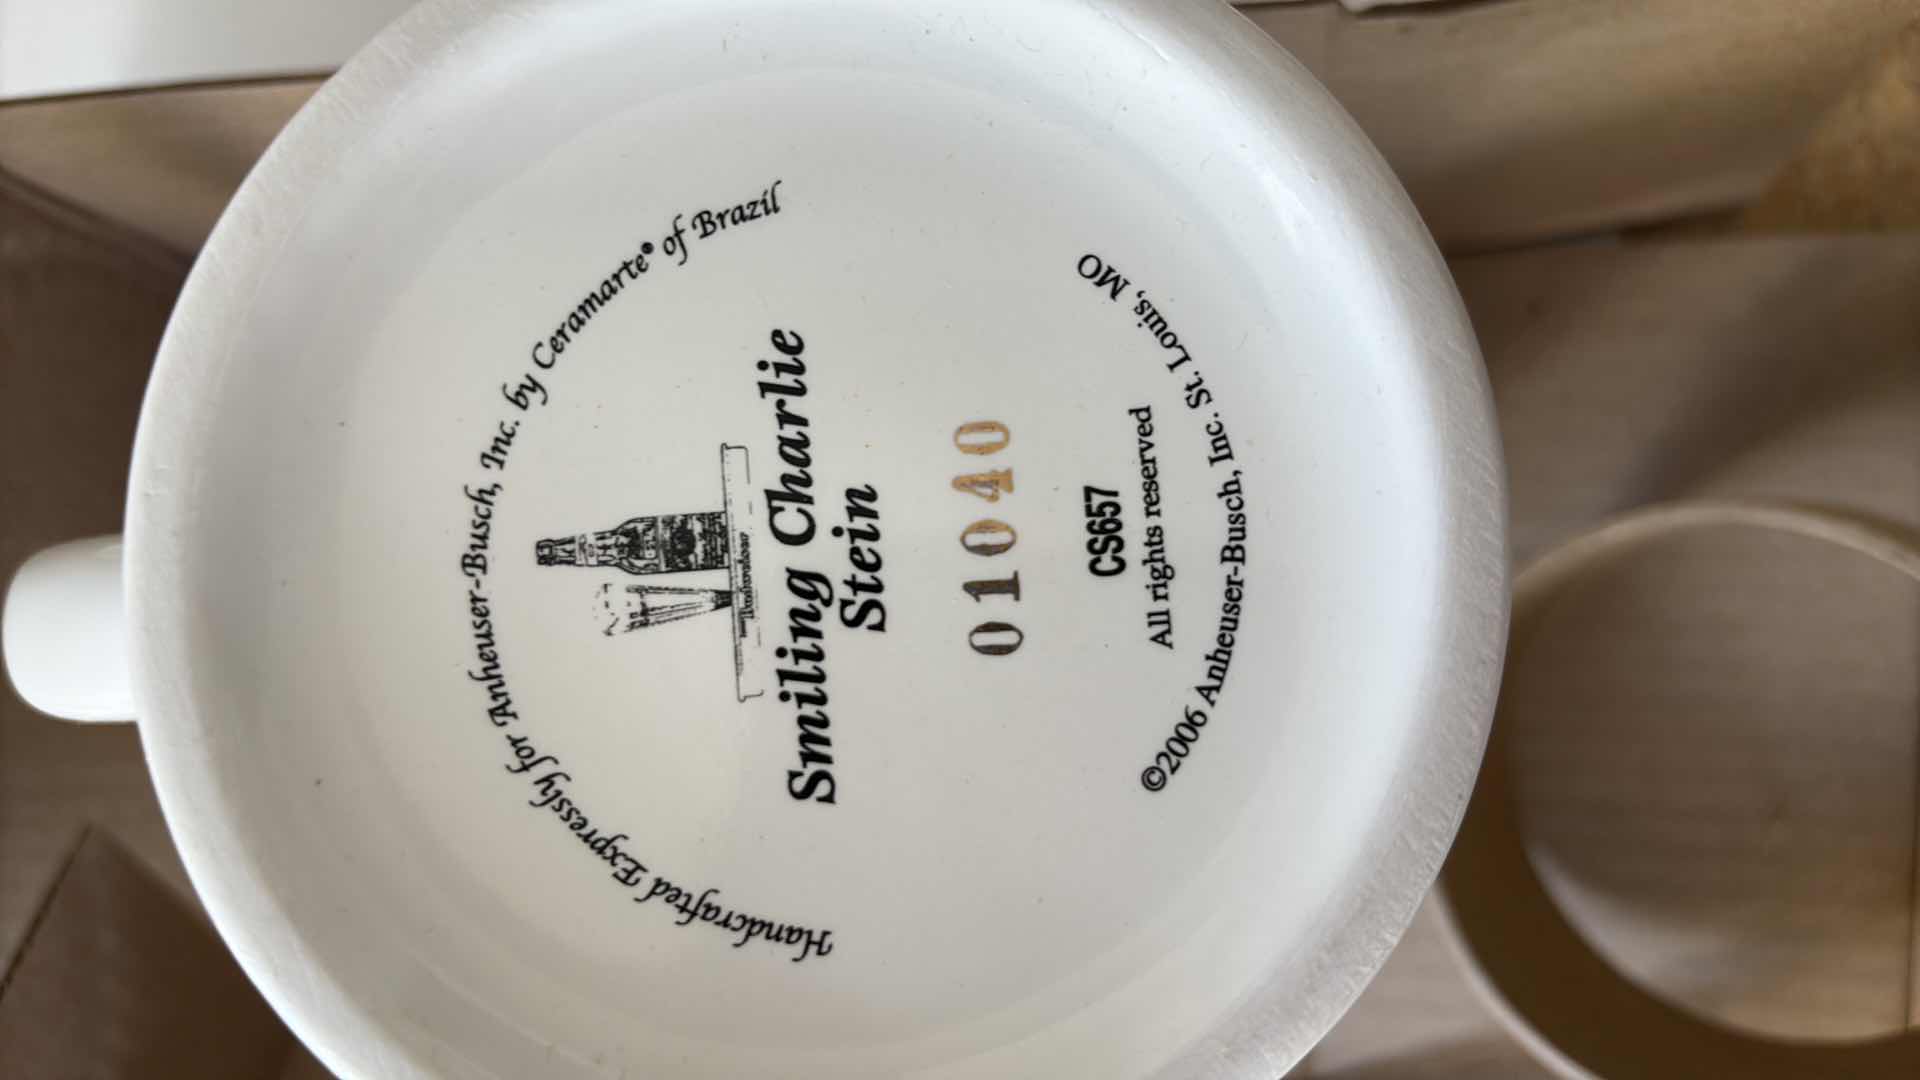 Handcrafted Expressly for Anheuser-Busch, Inc. by Ceramarte® of Brazil
Budweiser
Smiling Charlie
Stein
01040
CS657
All rights reserved
©2006 Anheuser-Busch, Inc. St. Louis, MO